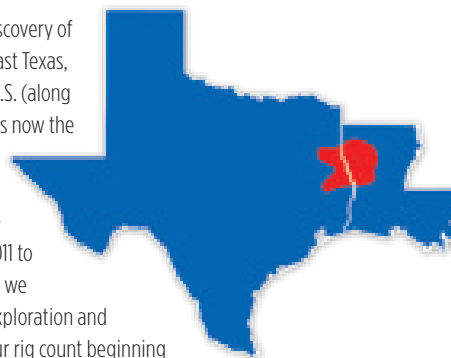 scovery of
ast Texas,
.S. (along
s now the
011 to
we
xploration and
ur rig count beginning